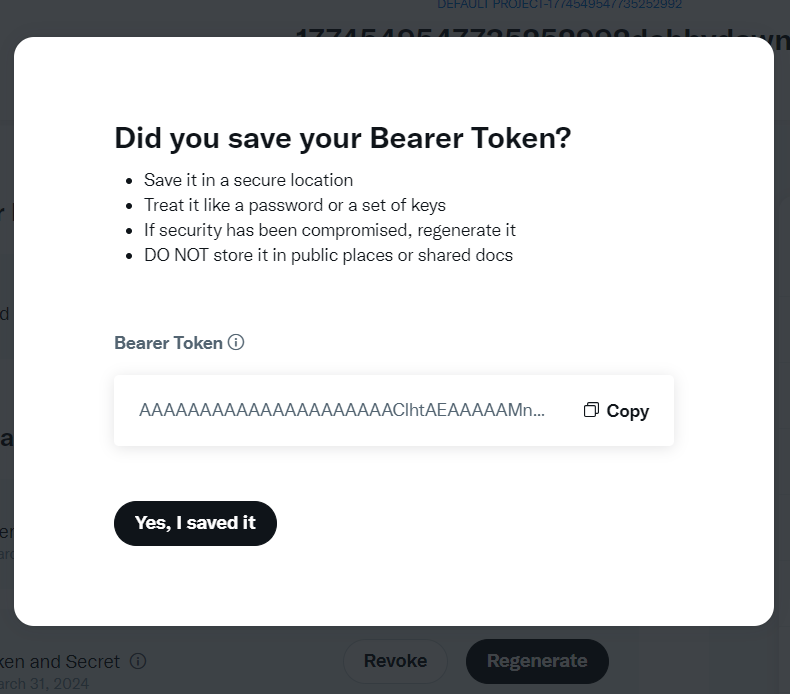 DEFAULT PROJECT-1774549547735252992
Did you save your Bearer Token?
Save it in a secure location
Treat it like a password or a set of keys
If security has been compromised, regenerate it
DO NOT store it in public places or shared docs
Bearer Token
AAAAAAAAAAAAAAAAAAAAAClhtAEAAAAAMn...
Copy
Yes, I saved it
ken and Secret
Revoke
Regenerate
arch 31, 2024